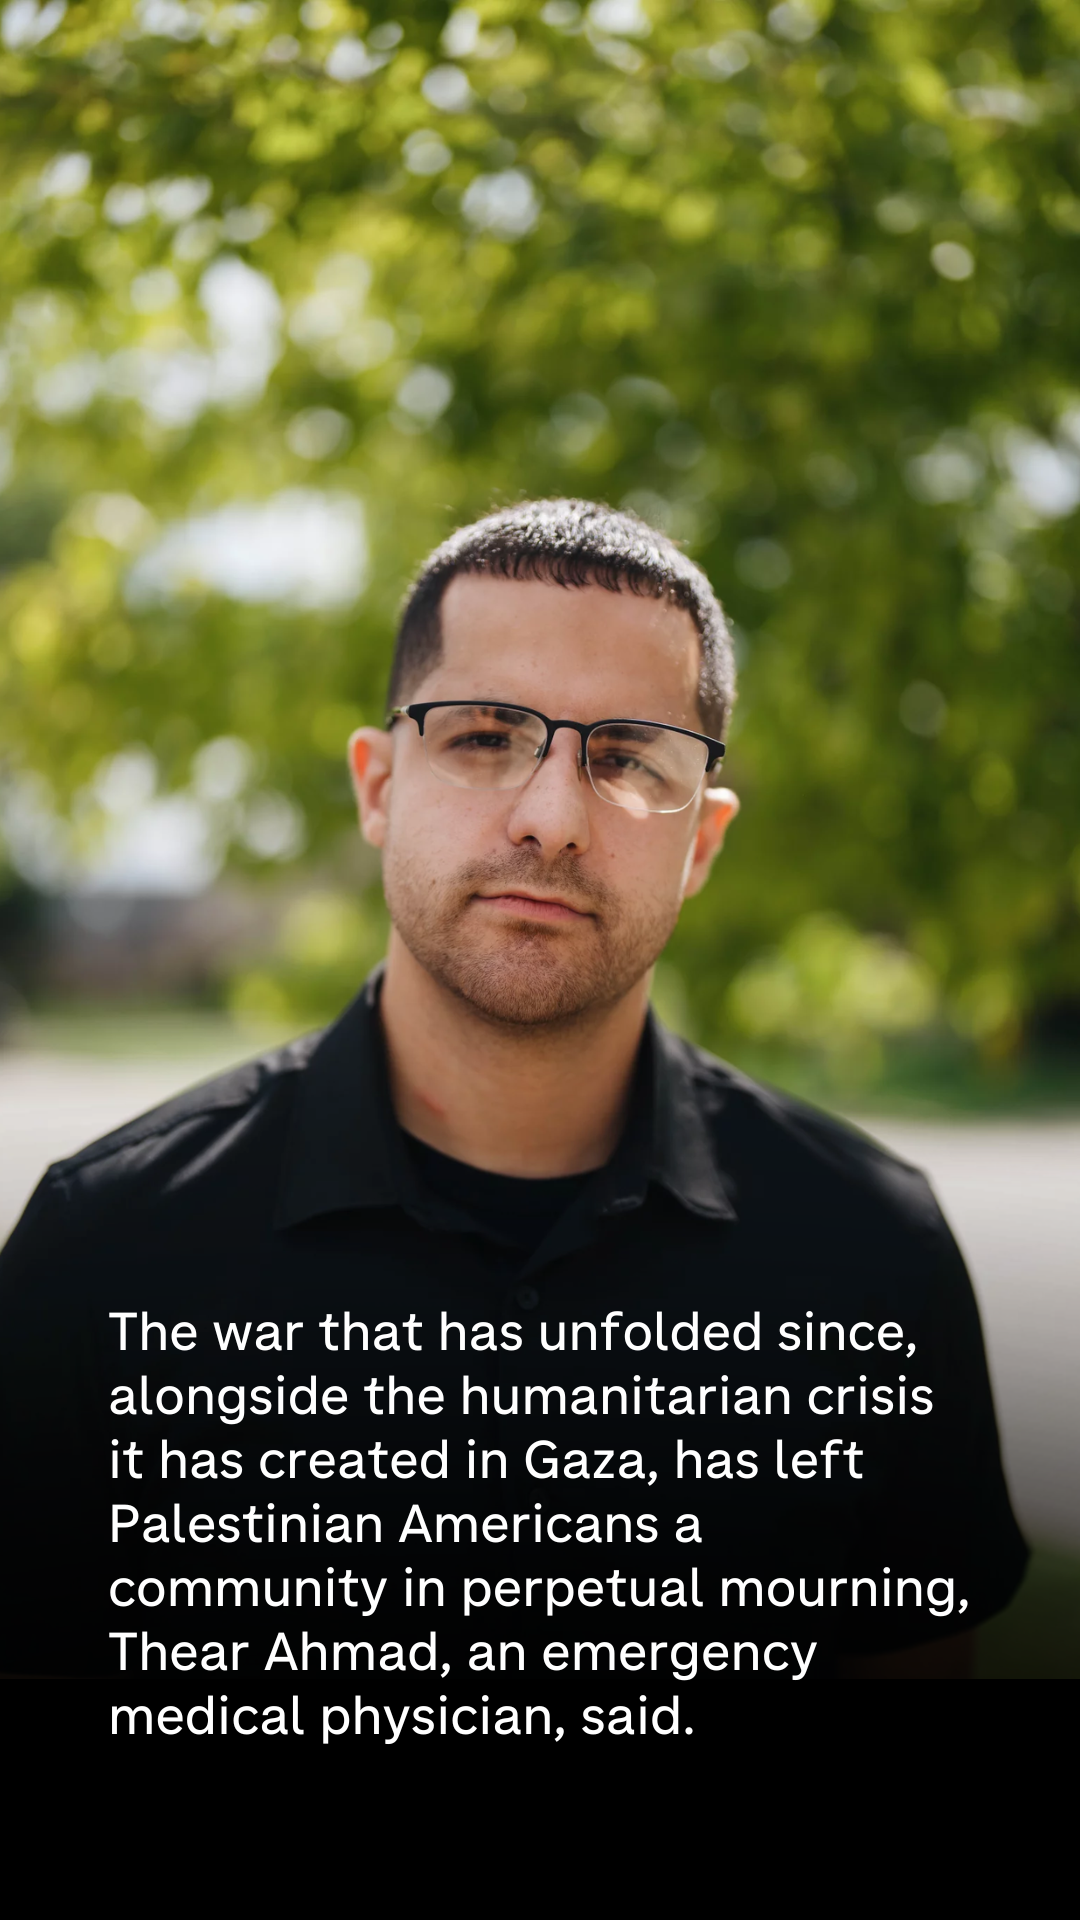 The war that has unfolded since,
alongside the humanitarian crisis
it has created in Gaza, has left
Palestinian Americans a
community in perpetual mourning,
Thear Ahmad, an emergency
medical physician, said.